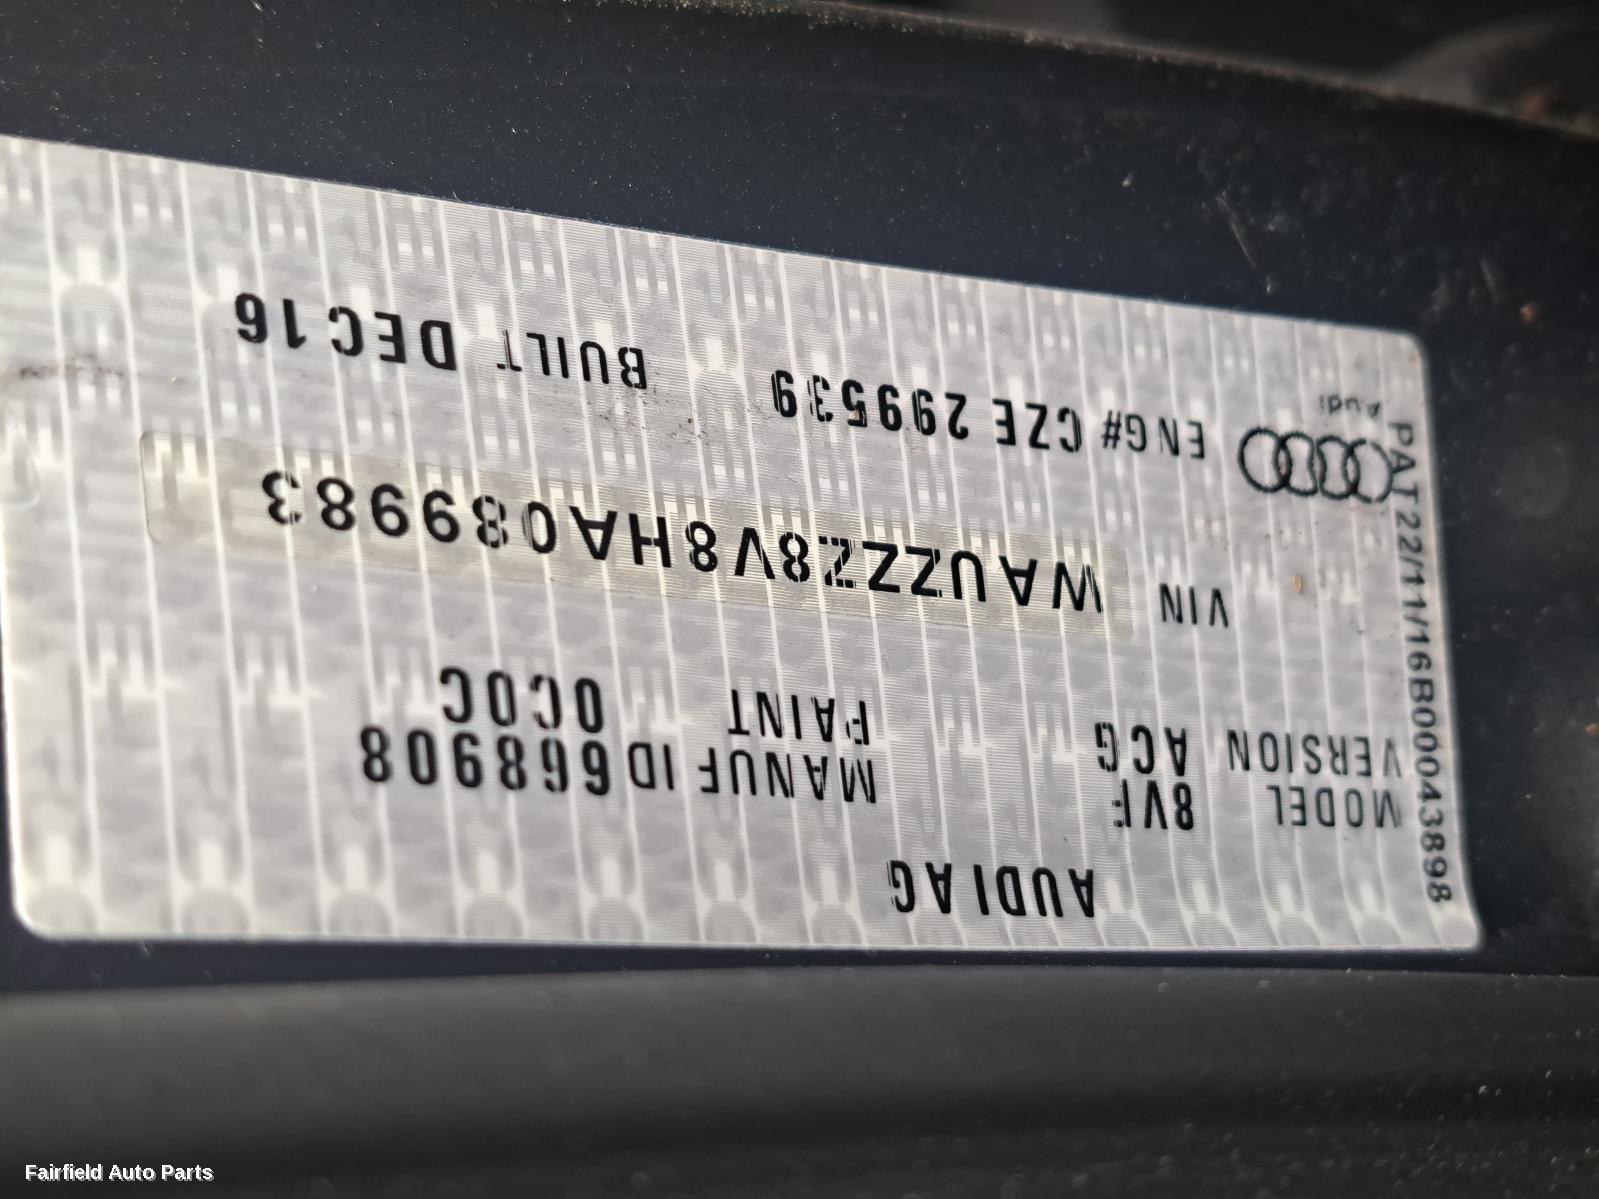 AUDI AG
MODEL 8VF MANUF ID 668908
VERSION ACG PAINT 0C0C
VIN WAUZZZ8V8HA089983
Audi
ENG# CZE 299539 BUILT DEC 16
PAT22/11/16B00043898
Fairfield Auto Parts